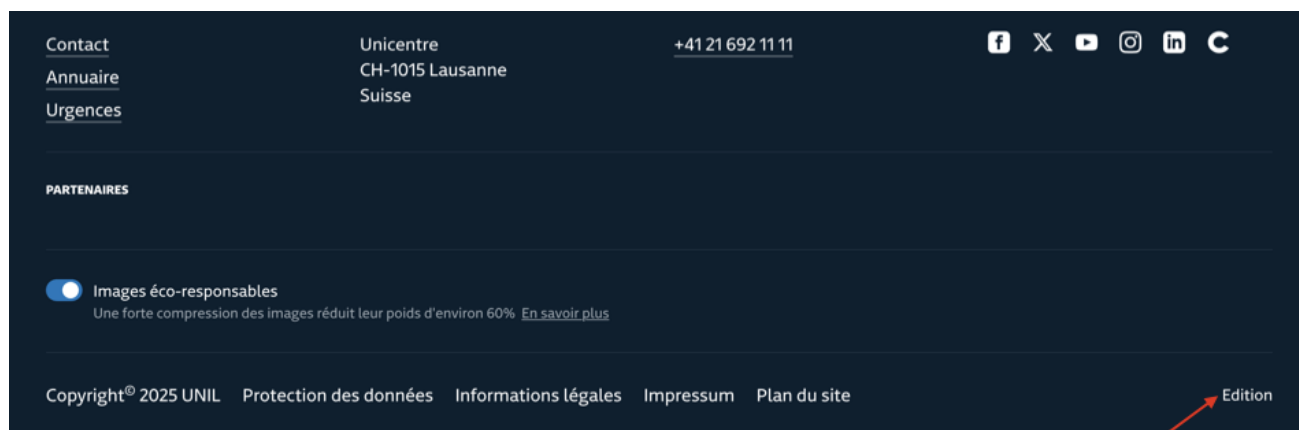 Contact
Annuaire
Urgences
Unicentre
CH-1015 Lausanne
Suisse
+41 21 692 11 11
PARTENAIRES
Images éco-responsables
Une forte compression des images réduit leur poids d'environ 60% En savoir plus
Copyright© 2025 UNIL Protection des données Informations légales Impressum Plan du site Edition